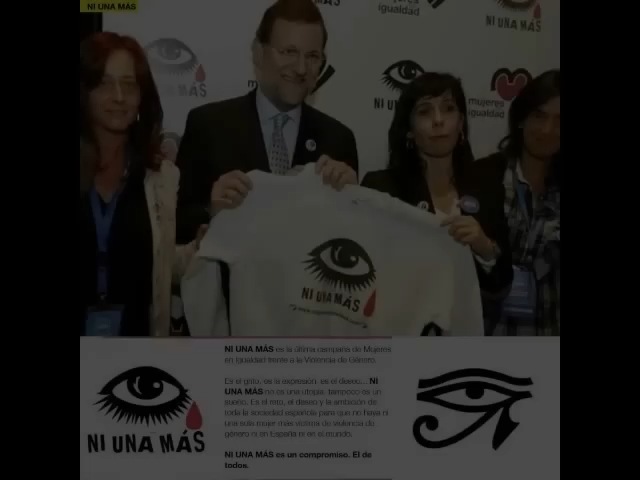 NI UNA MÁS
mujeres
igualdad
NI UNA MÁS
NI UNA MÁS
NI UNA
mujeres
igualdad
NI UNA MÁS
NI UNA MÁS es la última campaña de Mujeres
en Igualdad frente a la Violencia de Género.
Es el grito, es la expresión, es el deseo... NI
UNA MÁS no es una utopía, tampoco es un
sueño. Es el reto, el deseo y la ambición de
toda la sociedad española para que no haya ni
una sola mujer más víctima de violencia de
género ni en España ni en el mundo.
NI UNA MÁS es un compromiso. El de
todos.
NI UNA MÁS